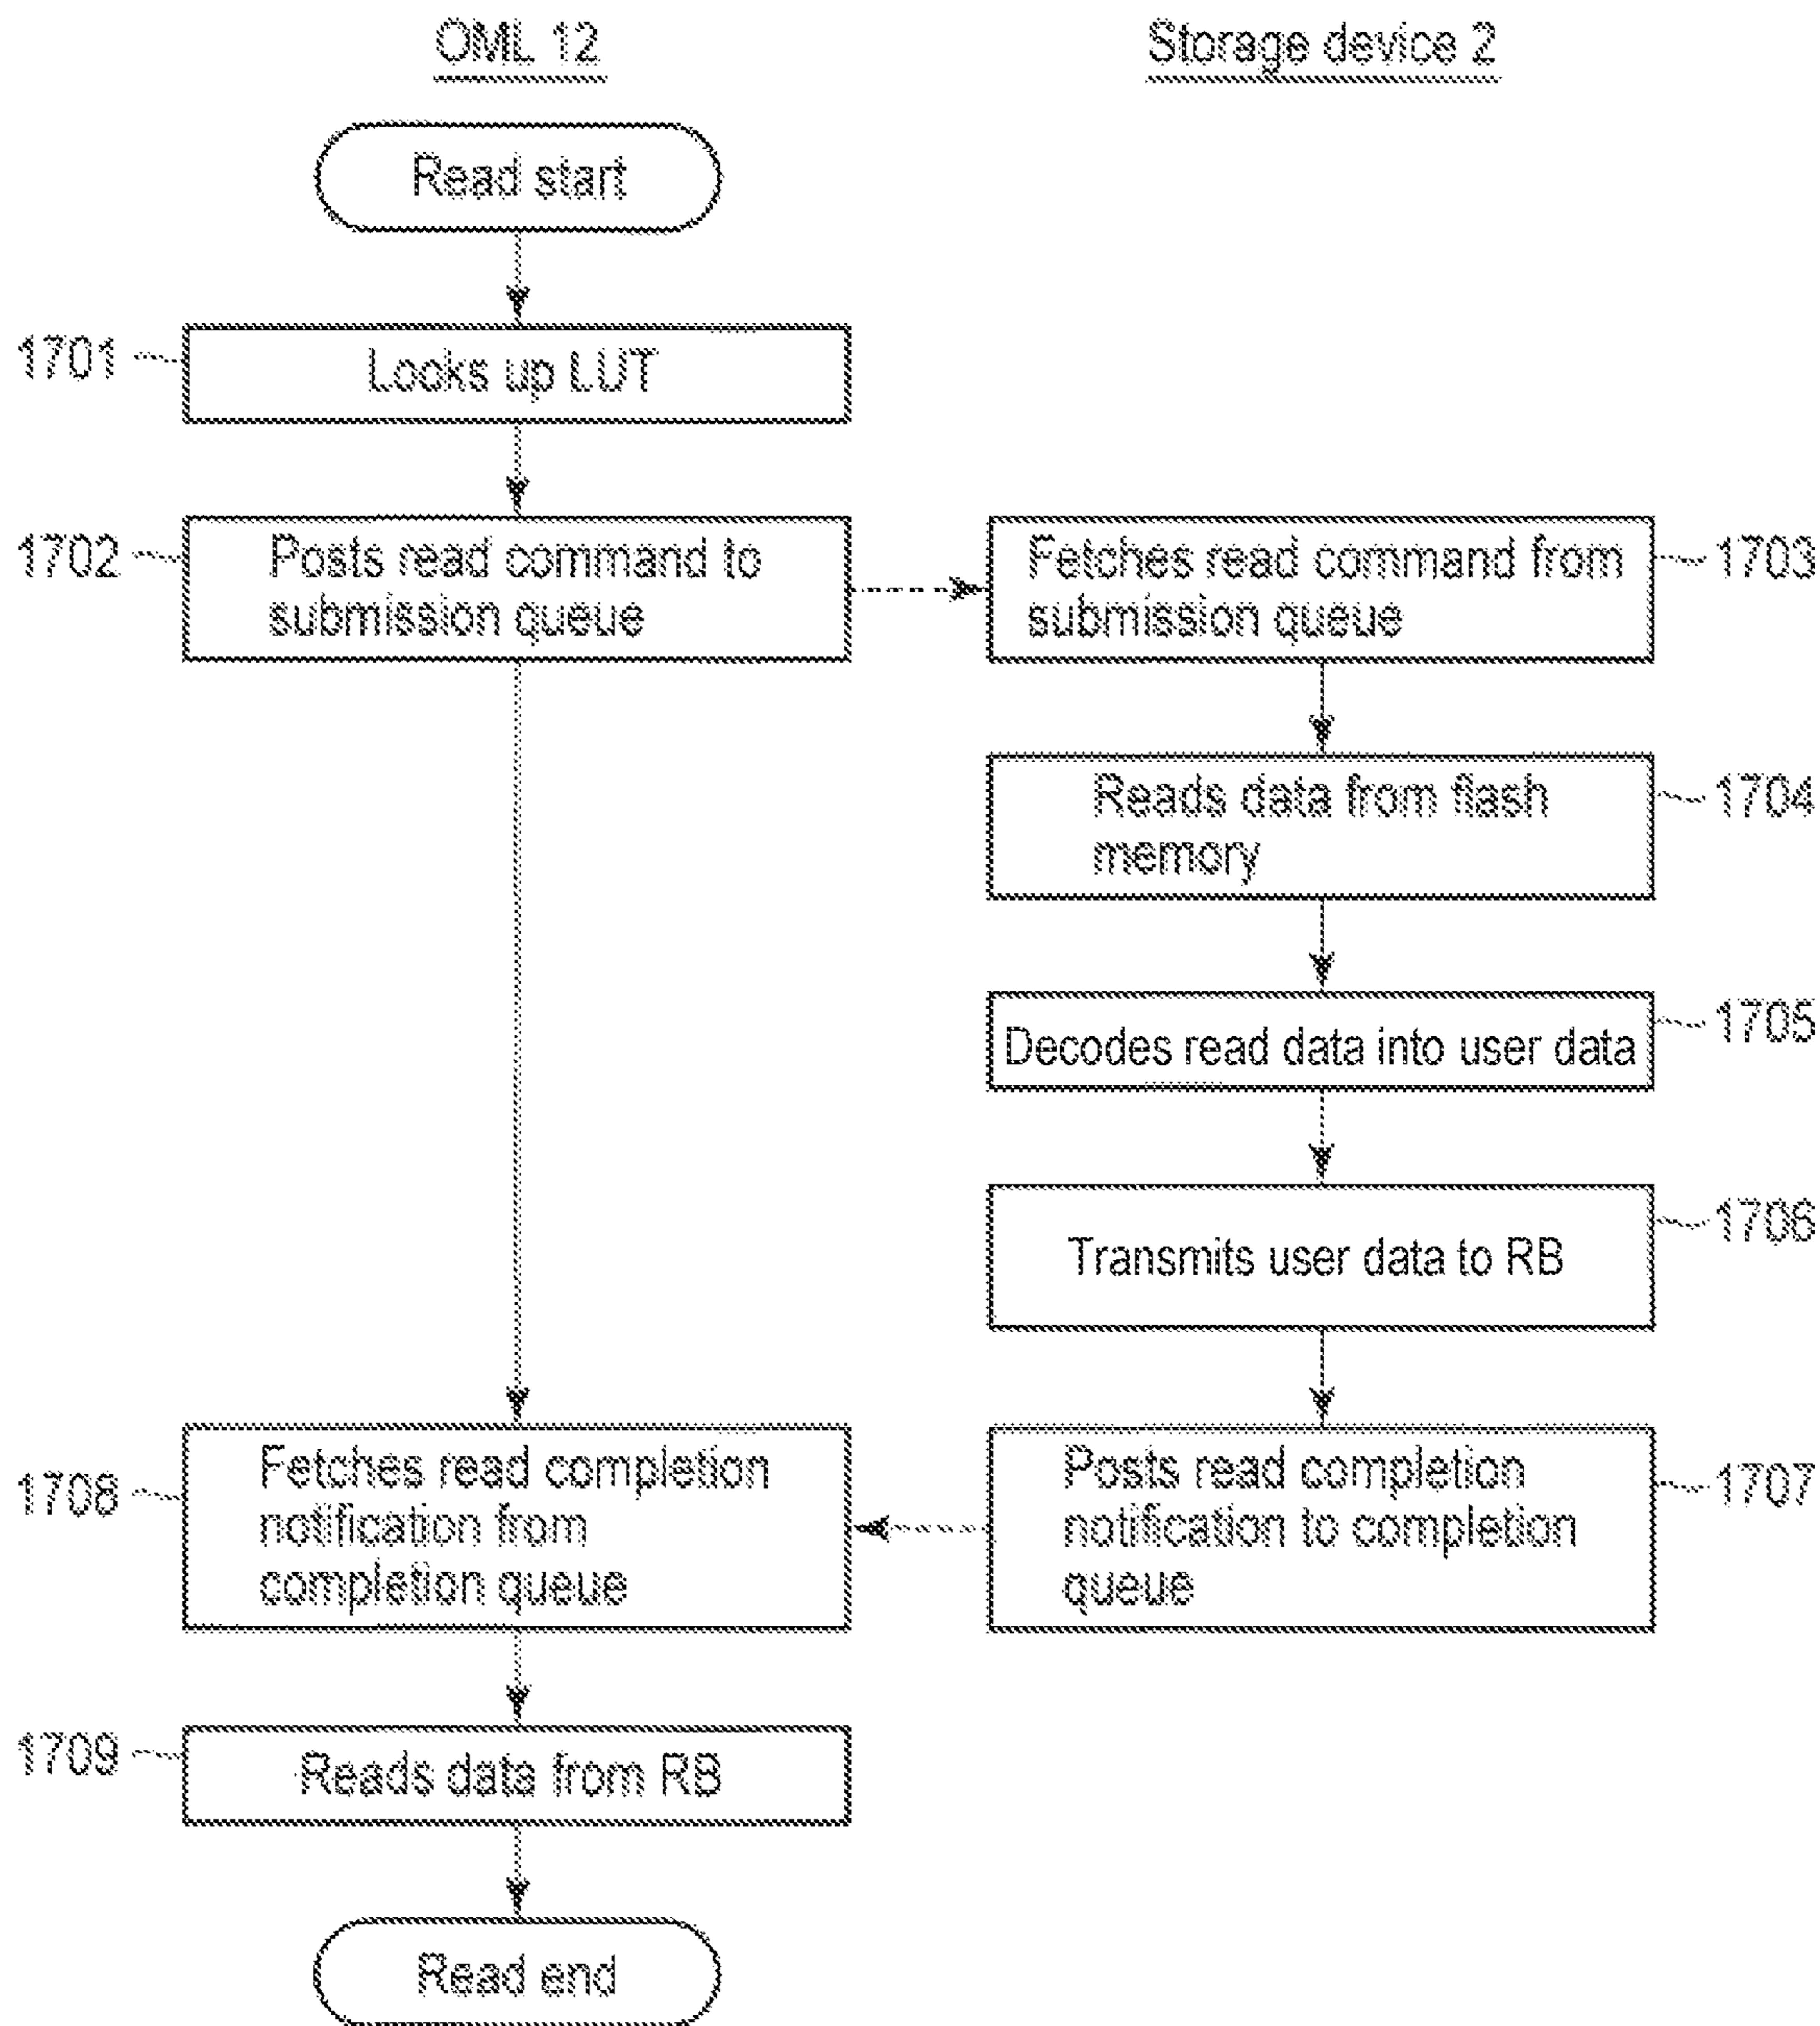 OML 12
Storage device 2
Read start
1701
Looks up LUT
1702
Posts read command to
submission queue
Fetches read command from
submission queue
1703
Reads data from flash
memory
1704
Decodes read data into user data
1705
Transmits user data to RB
1706
1708
Fetches read completion
notification from
completion queue
Posts read completion
notification to completion
queue
1707
1709
Reads data from RB
Read end